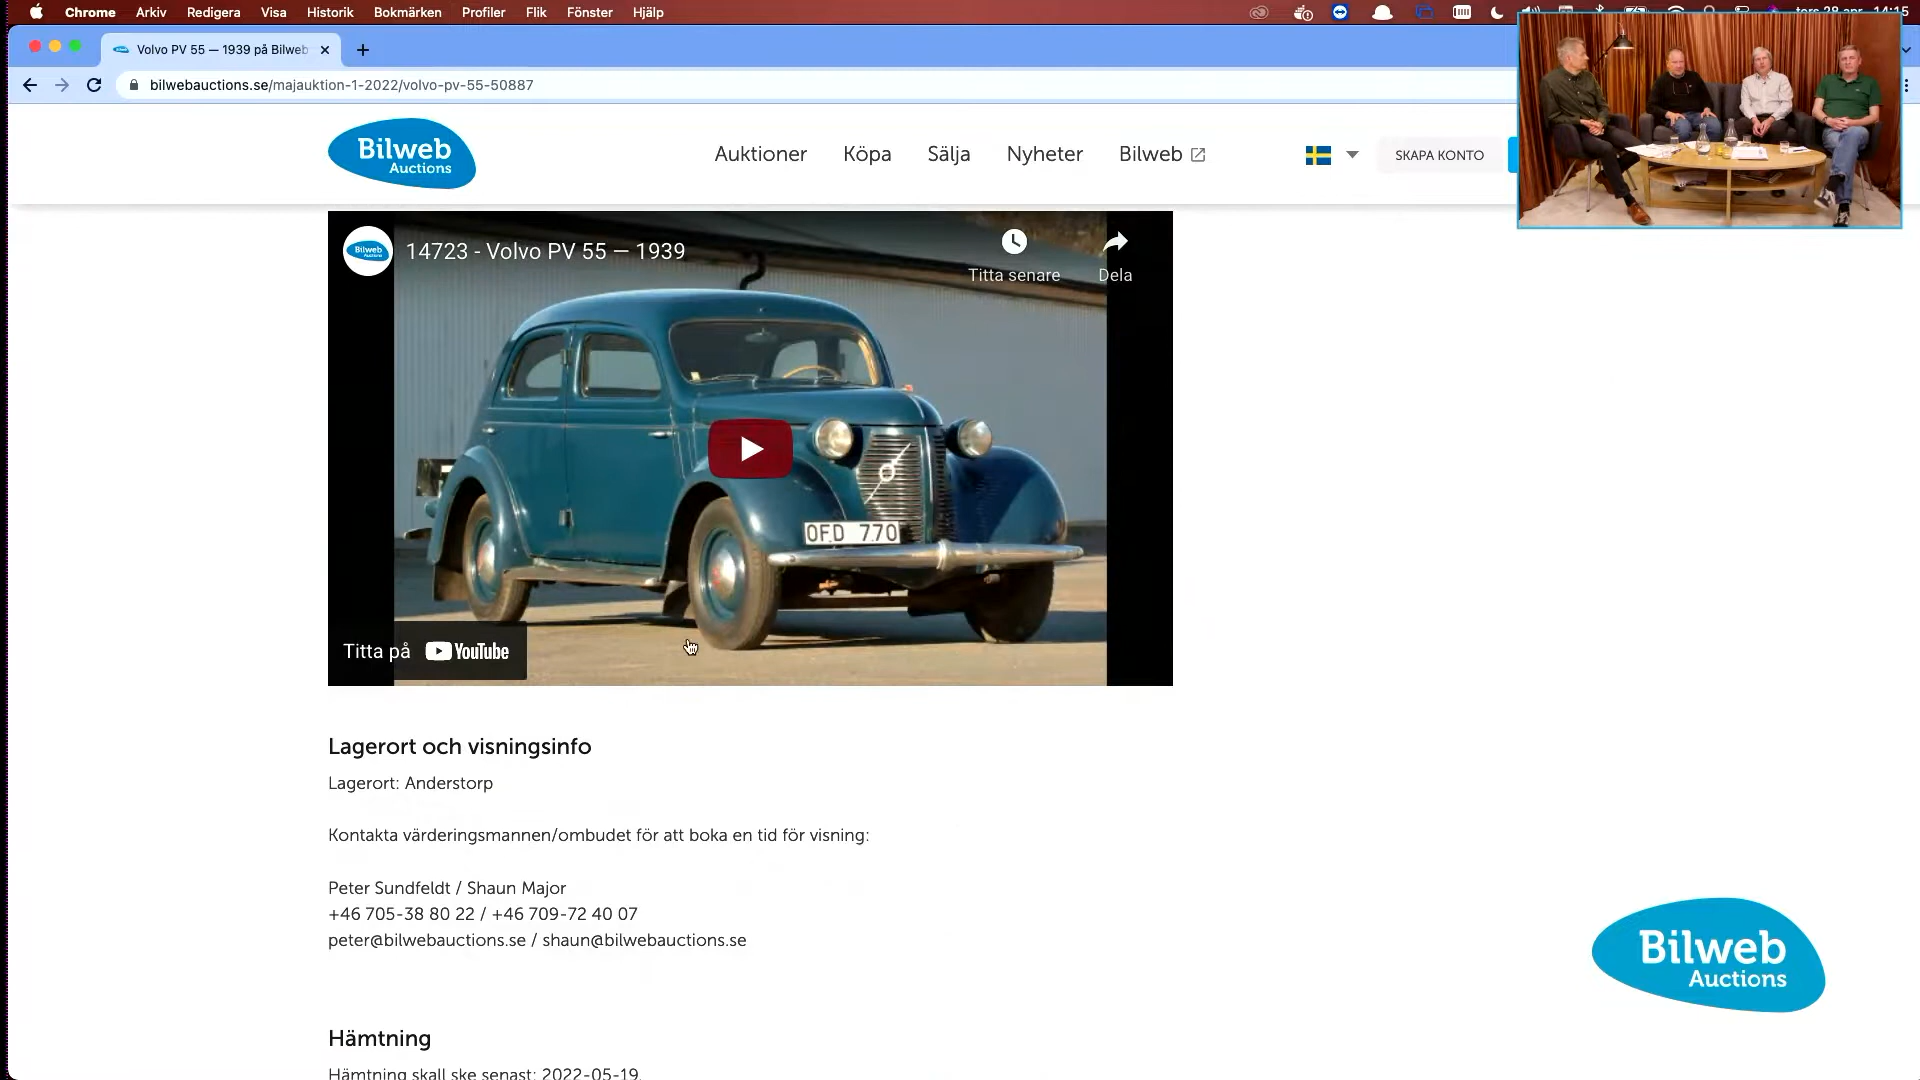 Chrome Arkiv Redigera Visa Historik Bokmärken Profiler Flik Fönster Hjälp
Volvo PV 55 — 1939 på Bilweb
bilwebauctions.se/majauktion-1-2022/volvo-pv-55-50887
Bilweb
Auctions
Auktioner Köpa Sälja Nyheter Bilweb
SKAPA KONTO
Bilweb
Auctions
14723 - Volvo PV 55 — 1939
Titta senare
Dela
OFD 770
Titta på YouTube
Lagerort och visningsinfo
Lagerort: Anderstorp
Kontakta värderingsmannen/ombudet för att boka en tid för visning:
Peter Sundfeldt / Shaun Major
+46 705-38 80 22 / +46 709-72 40 07
peter@bilwebauctions.se / shaun@bilwebauctions.se
Bilweb
Auctions
Hämtning
Hämtning skall ske senast: 2022-05-19.